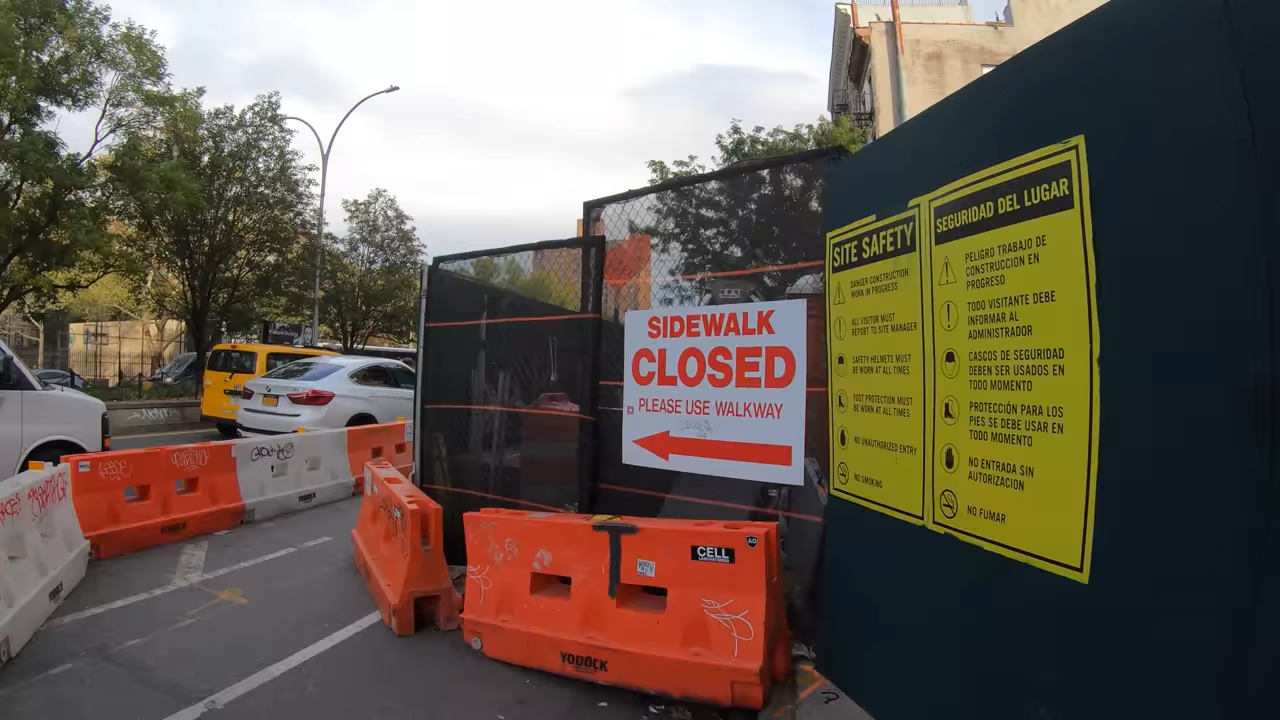 SIDEWALK
CLOSED
PLEASE USE WALKWAY
SITE SAFETY
DANGER CONSTRUCTION
WORK IN PROGRESS
ALL VISITOR MUST
REPORT TO SITE MANAGER
SAFETY HELMETS MUST
BE WORN AT ALL TIMES
FOOT PROTECTION MUST
BE WORN AT ALL TIMES
NO UNAUTHORIZED ENTRY
NO SMOKING
SEGURIDAD DEL LUGAR
PELIGRO TRABAJO DE
CONSTRUCCION EN
PROGRESO
TODO VISITANTE DEBE
INFORMAR AL
ADMINISTRADOR
CASCOS DE SEGURIDAD
DEBEN SER USADOS EN
TODO MOMENTO
PROTECCIÓN PARA LOS
PIES SE DEBE USAR EN
TODO MOMENTO
NO ENTRADA SIN
AUTORIZACION
NO FUMAR
CELL
LABORATORIES
YODOCK
YODOCK
YODOCK
YODOCK